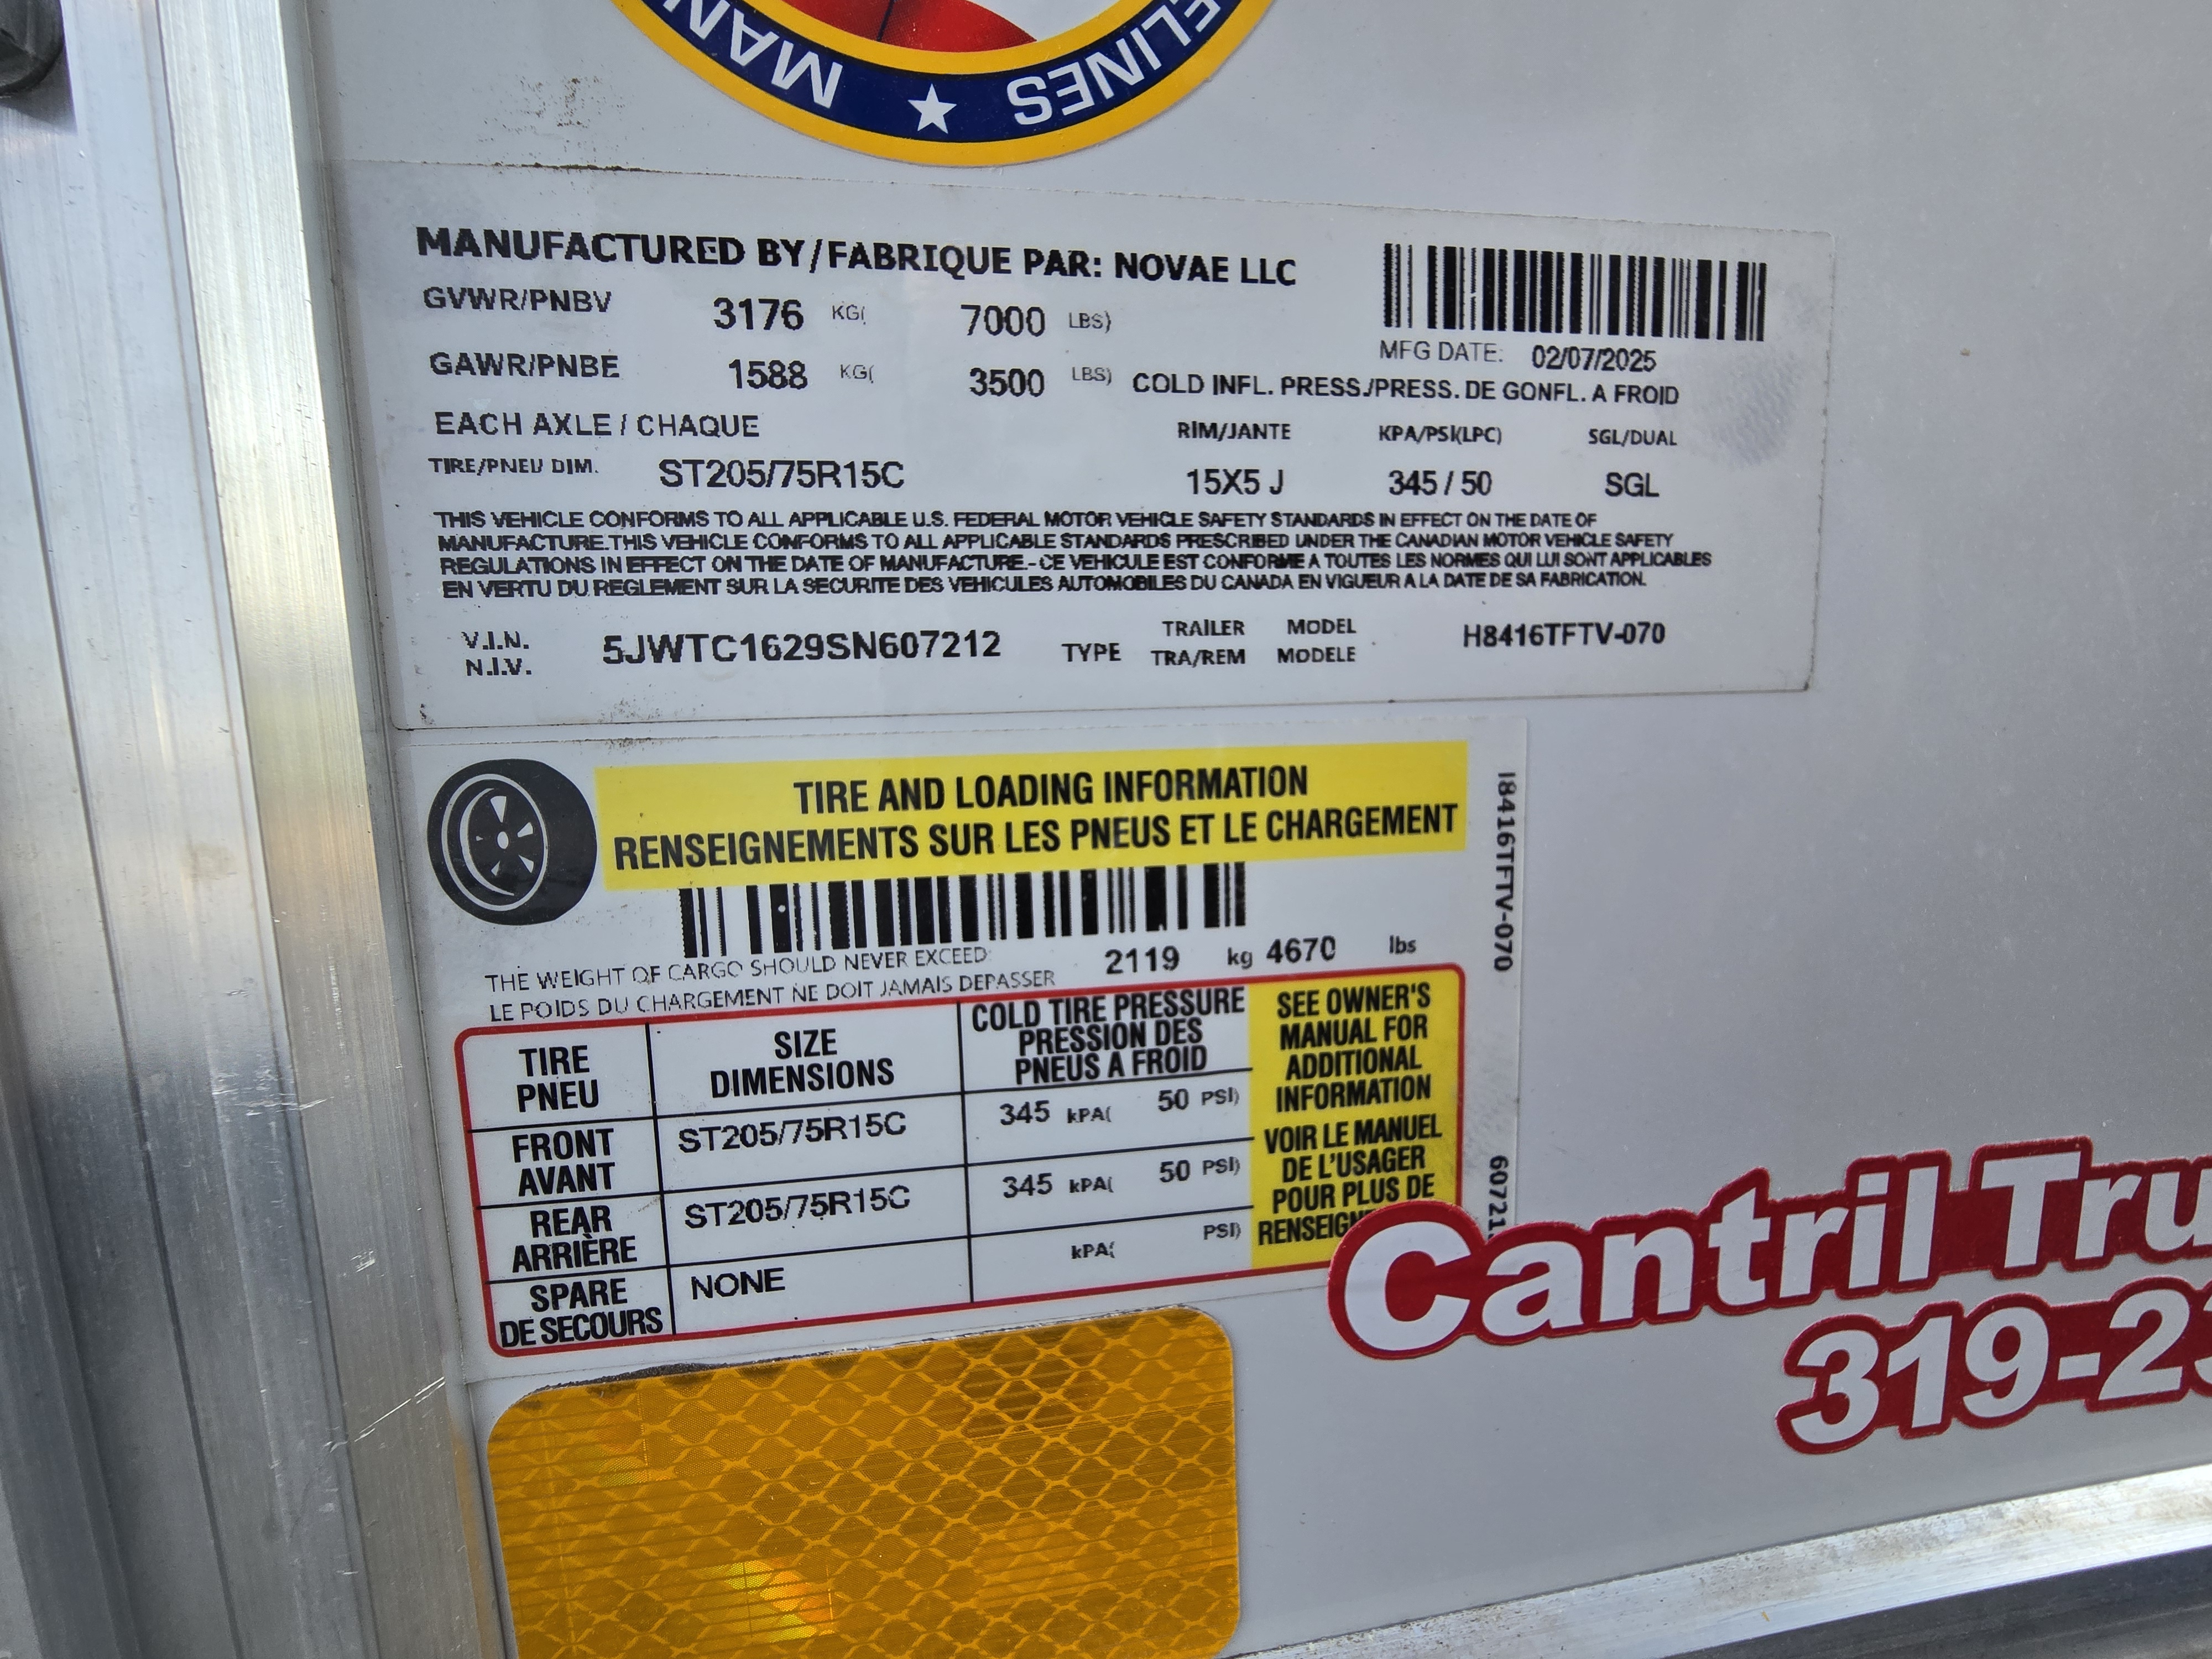 MAN
ELINES
MANUFACTURED BY/FABRIQUE PAR: NOVAE LLC
GVWR/PNBV 3176 KG( 7000 LBS)
MFG DATE: 02/07/2025
GAWR/PNBE 1588 KG( 3500 LBS) COLD INFL. PRESS./PRESS. DE GONFL. A FROID
EACH AXLE / CHAQUE RIM/JANTE KPA/PSI(LPC) SGL/DUAL
TIRE/PNEU DIM. ST205/75R15C 15X5 J 345 / 50 SGL
THIS VEHICLE CONFORMS TO ALL APPLICABLE U.S. FEDERAL MOTOR VEHICLE SAFETY STANDARDS IN EFFECT ON THE DATE OF
MANUFACTURE. THIS VEHICLE CONFORMS TO ALL APPLICABLE STANDARDS PRESCRIBED UNDER THE CANADIAN MOTOR VEHICLE SAFETY
REGULATIONS IN EFFECT ON THE DATE OF MANUFACTURE.- CE VEHICULE EST CONFORME A TOUTES LES NORMES QUI LUI SONT APPLICABLES
EN VERTU DU REGLEMENT SUR LA SECURITE DES VEHICULES AUTOMOBILES DU CANADA EN VIGUEUR A LA DATE DE SA FABRICATION.
V.I.N. 5JWTC1629SN607212 TYPE TRAILER MODEL H8416TFTV-070
N.I.V. TRA/REM MODELE
TIRE AND LOADING INFORMATION
RENSEIGNEMENTS SUR LES PNEUS ET LE CHARGEMENT
THE WEIGHT OF CARGO SHOULD NEVER EXCEED: 2119 kg 4670 lbs
LE POIDS DU CHARGEMENT NE DOIT JAMAIS DEPASSER
TIRE
PNEU
SIZE
DIMENSIONS
COLD TIRE PRESSURE
PRESSION DES
PNEUS A FROID
FRONT
AVANT
ST205/75R15C
345 kPA( 50 PSI)
REAR
ARRIÈRE
ST205/75R15C
345 kPA( 50 PSI)
SPARE
DE SECOURS
NONE
kPA( PSI)
SEE OWNER'S
MANUAL FOR
ADDITIONAL
INFORMATION
VOIR LE MANUEL
DE L'USAGER
POUR PLUS DE
RENSEIGN
8416TFTV-070
60721
Cantril Tru
319-23